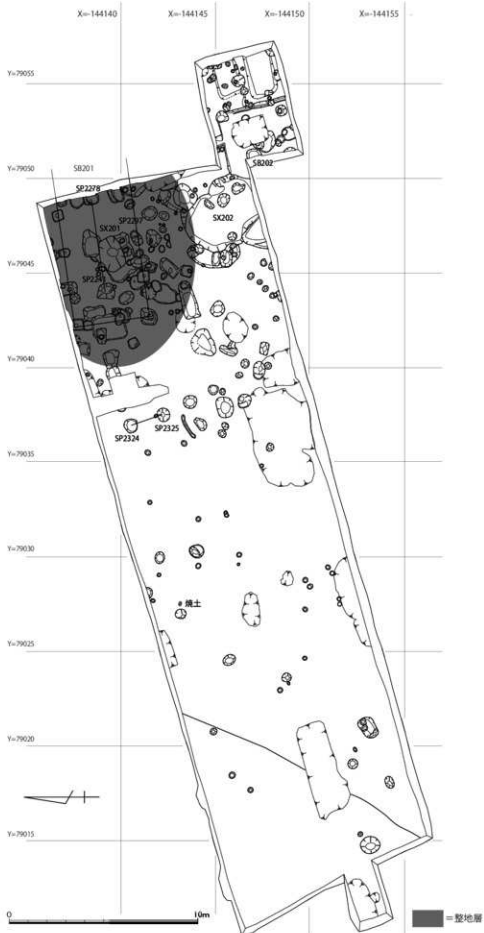 X=-144140
X=-144145
X=-144150
X=-144155
Y=79055
Y=79050
SB201
SB202
SP2278
SX201
SP2297
SX202
Y=79045
Y=79040
SP2324
SP2325
Y=79035
Y=79030
焼土
Y=79025
Y=79020
Y=79015
0
10m
=整地層